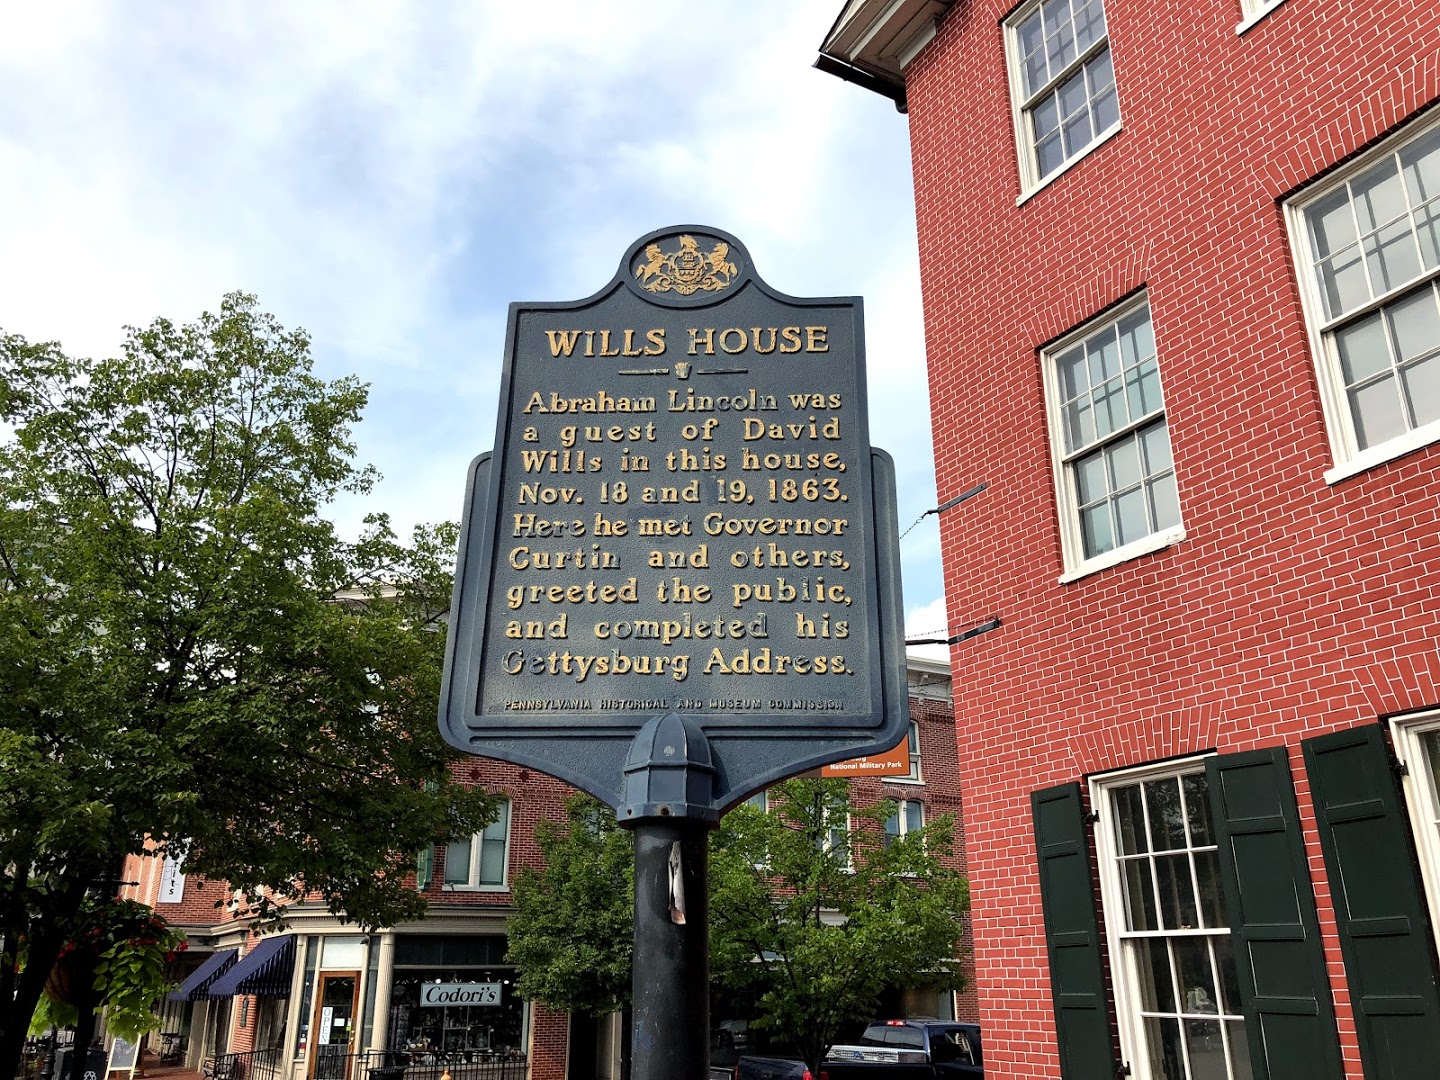 WILLS HOUSE
Abraham Lincoln was
a guest of David
Wills in this house,
Nov. 18 and 19, 1863.
Here he met Governor
Curtin and others,
greeted the public,
and completed his
Gettysburg Address.
PENNSYLVANIA HISTORICAL AND MUSEUM COMMISSION
National Military Park
Codori's
OPEN